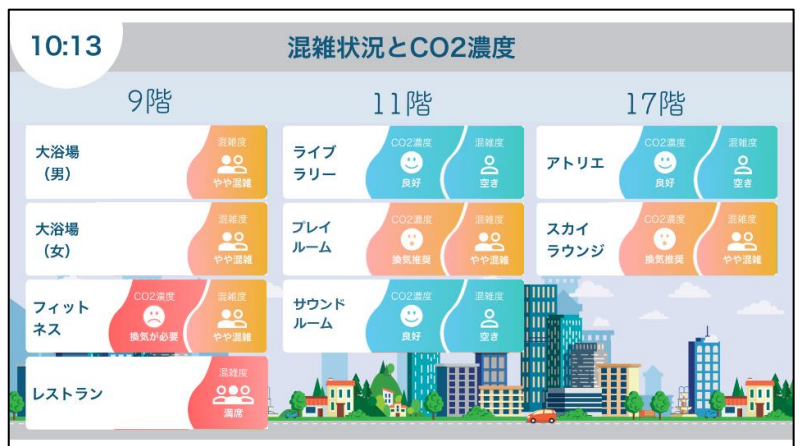 10:13
混雑状況とCO2濃度
9階
大浴場
(男)
混雑度
やや混雑
大浴場
(女)
混雑度
やや混雑
フィット
ネス
CO2濃度
換気が必要
混雑度
やや混雑
レストラン
混雑度
満席
11階
ライブ
ラリー
CO2濃度
良好
混雑度
空き
プレイ
ルーム
CO2濃度
換気推奨
混雑度
やや混雑
サウンド
ルーム
CO2濃度
良好
混雑度
空き
17階
アトリエ
CO2濃度
良好
混雑度
空き
スカイ
ラウンジ
CO2濃度
換気推奨
混雑度
やや混雑